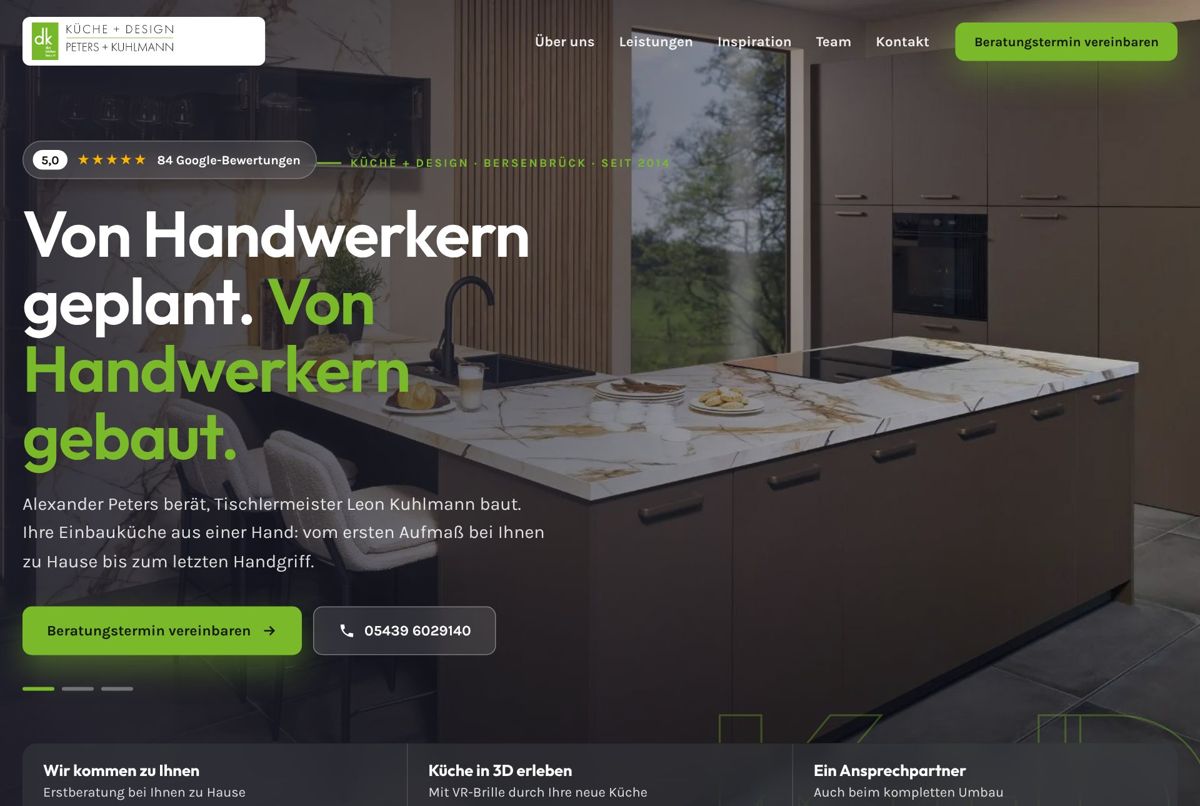 dk
KÜCHE + DESIGN
PETERS + KUHLMANN
Über uns
Leistungen
Inspiration
Team
Kontakt
Beratungstermin vereinbaren
5,0 ★★★★★ 84 Google-Bewertungen
KÜCHE + DESIGN · BERSENBRÜCK · SEIT 2014
Von Handwerkern
geplant. Von
Handwerkern
gebaut.
Alexander Peters berät, Tischlermeister Leon Kuhlmann baut.
Ihre Einbauküche aus einer Hand: vom ersten Aufmaß bei Ihnen
zu Hause bis zum letzten Handgriff.
Beratungstermin vereinbaren →
05439 6029140
Wir kommen zu Ihnen
Erstberatung bei Ihnen zu Hause
Küche in 3D erleben
Mit VR-Brille durch Ihre neue Küche
Ein Ansprechpartner
Auch beim kompletten Umbau